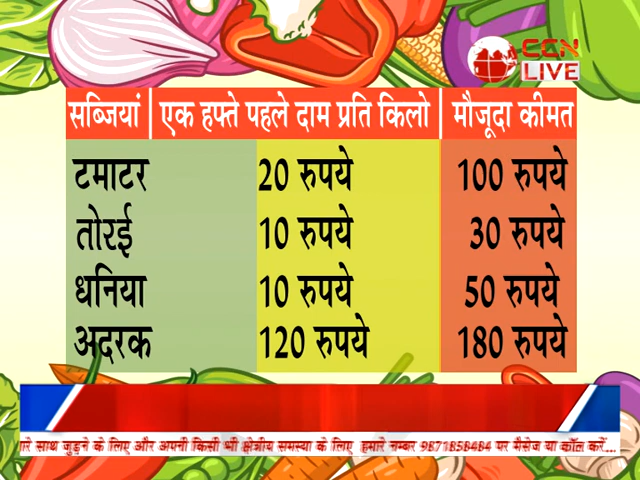 CCN
LIVE
सब्जियां | एक हफ्ते पहले दाम प्रति किलो | मौजूदा कीमत
टमाटर 20 रुपये 100 रुपये
तोरई 10 रुपये 30 रुपये
धनिया 10 रुपये 50 रुपये
अदरक 120 रुपये 180 रुपये
साथ जुड़ने के लिए और अपनी किसी भी क्षेत्रीय समस्या के लिए हमारे नम्बर 9871858484 पर मैसेज या कॉल करें...